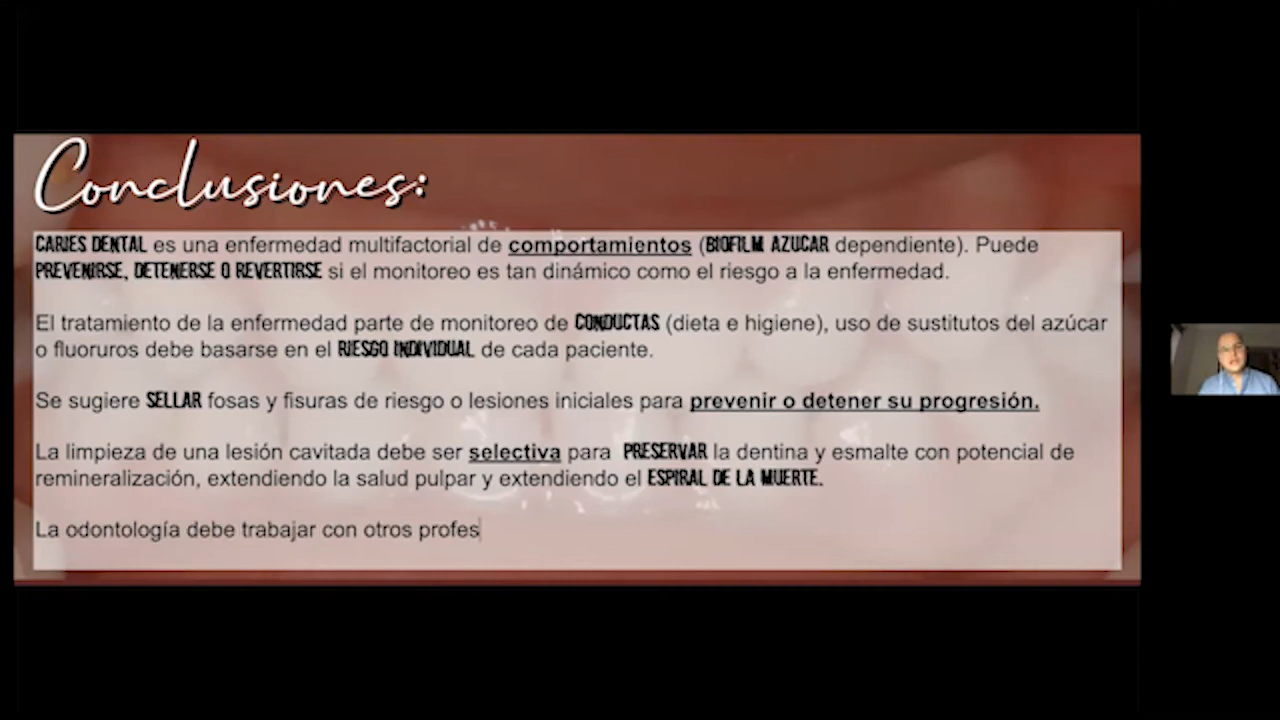 Conclusiones:
CARIES DENTAL es una enfermedad multifactorial de comportamientos (BIOFILM AZUCAR dependiente). Puede
PREVENIRSE, DETENERSE O REVERTIRSE si el monitoreo es tan dinámico como el riesgo a la enfermedad.
El tratamiento de la enfermedad parte de monitoreo de CONDUCTAS (dieta e higiene), uso de sustitutos del azúcar
o fluoruros debe basarse en el RIESGO INDIVIDUAL de cada paciente.
Se sugiere SELLAR fosas y fisuras de riesgo o lesiones iniciales para prevenir o detener su progresión.
La limpieza de una lesión cavitada debe ser selectiva para PRESERVAR la dentina y esmalte con potencial de
remineralización, extendiendo la salud pulpar y extendiendo el ESPIRAL DE LA MUERTE.
La odontología debe trabajar con otros profes